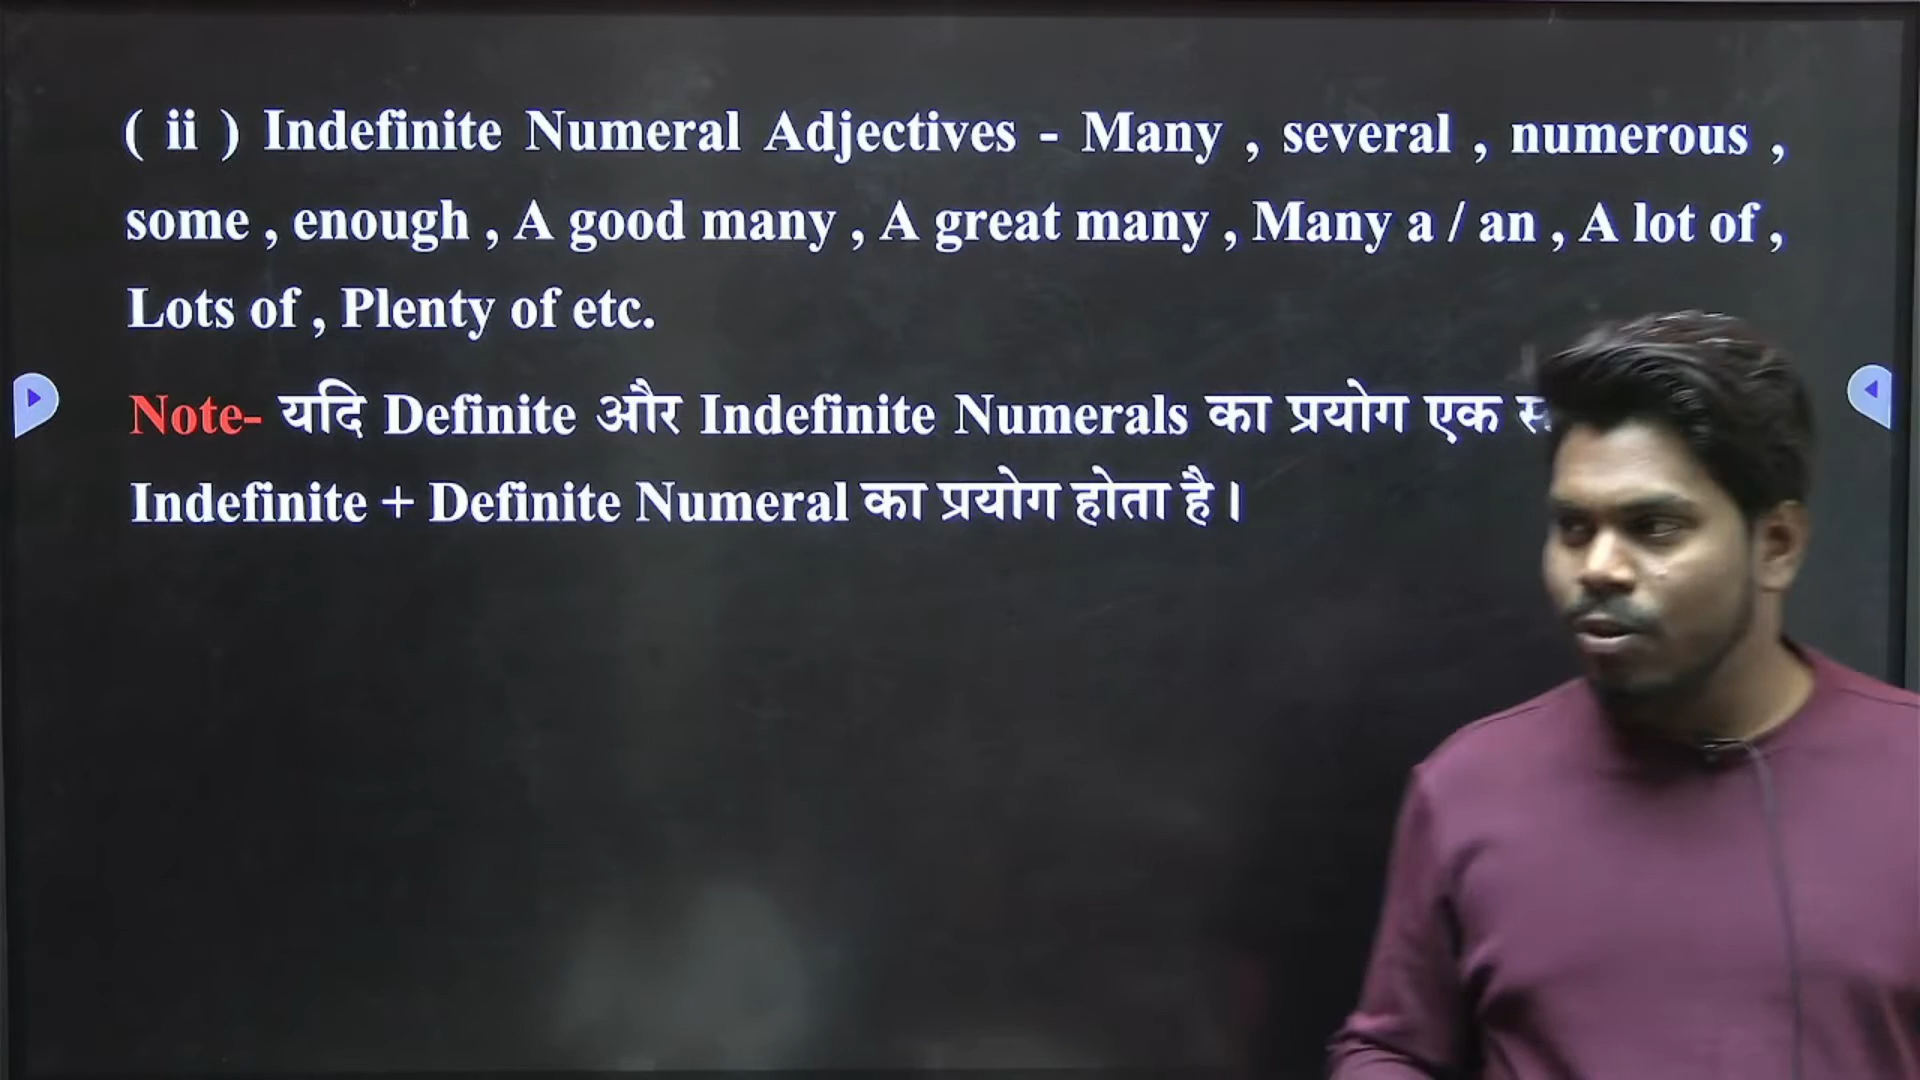 ( ii ) Indefinite Numeral Adjectives - Many , several , numerous ,
some , enough , A good many , A great many , Many a / an , A lot of ,
Lots of , Plenty of etc.
Note- यदि Definite और Indefinite Numerals का प्रयोग एक
Indefinite + Definite Numeral का प्रयोग होता है।